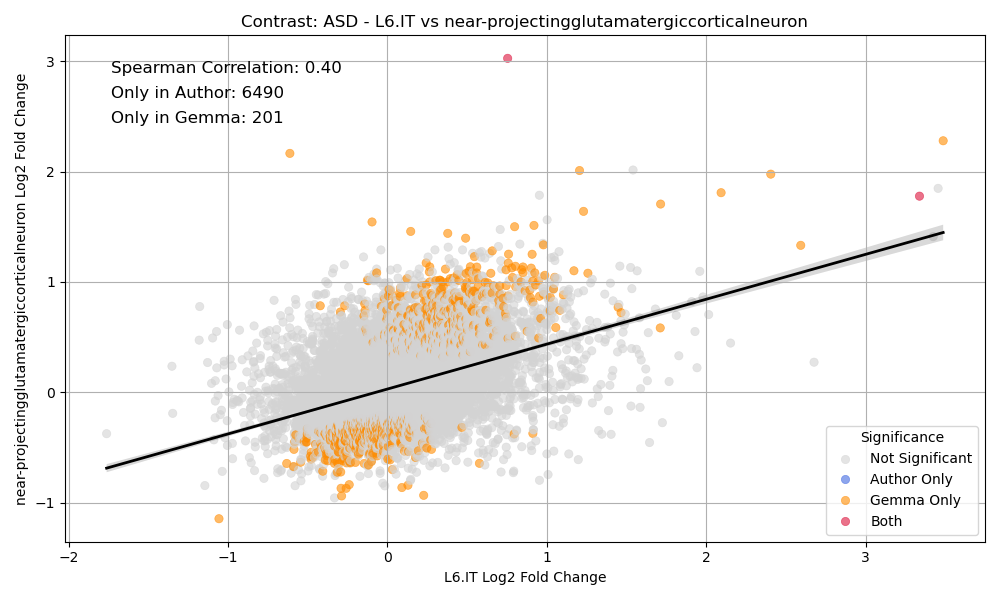 Contrast: ASD - L6.IT vs near-projectingglutamatergiccorticalneuron
Spearman Correlation: 0.40
Only in Author: 6490
Only in Gemma: 201
near-projectingglutamatergiccorticalneuron Log2 Fold Change
3
2
1
0
−1
−2
−1
0
1
2
3
L6.IT Log2 Fold Change
Significance
Not Significant
Author Only
Gemma Only
Both